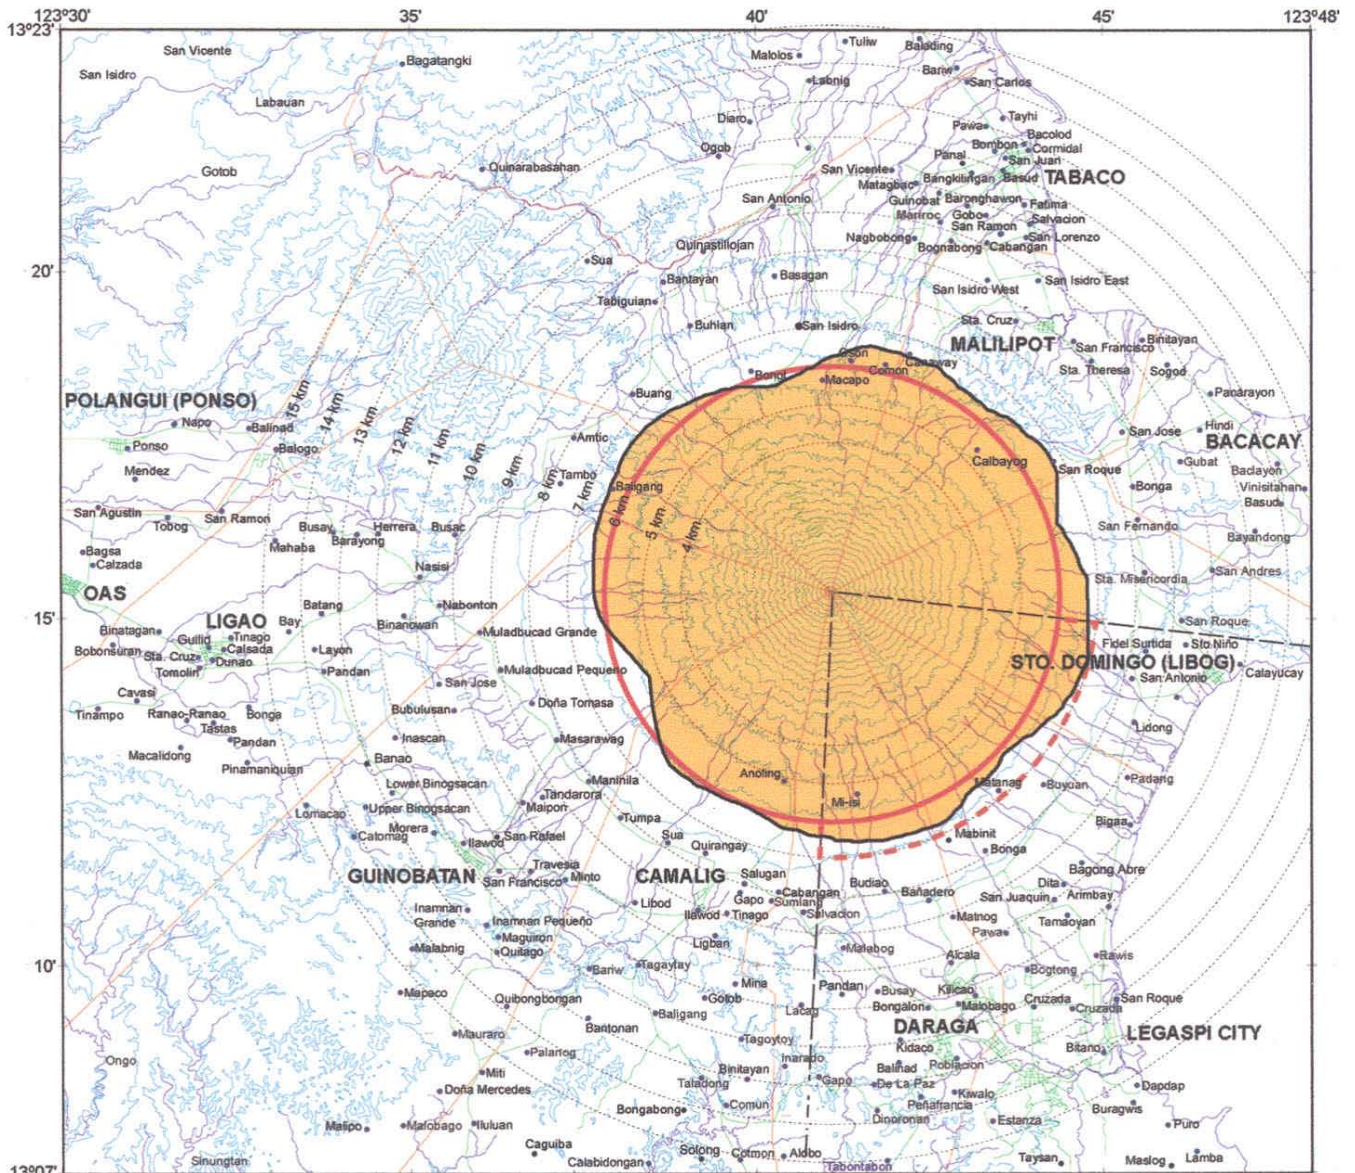 123°30' 35' 40' 45' 123°48'
13°23'
Tuliw
Balading
San Vicente
Malolos
Bagatangki
Bariw
San Isidro
Labnig
San Carlos
Labauan
Diaro
Tayhi
Pawa
Bacolod
Bombon
Cormidal
Ogob
Panal
San Juan
Quinarabasahan
Gotob
San Vicente
Bangkilingan
Basud
TABACO
Matagbac
San Antonio
Guinobat
Baronghawon
Fatima
Mariroc
Gobo
Salvacion
San Ramon
Nagbobong
San Lorenzo
Quinastillojan
Bognabong
Cabangan
Sua
20'
Bantayan
Basagan
San Isidro East
San Isidro West
Tabiguian
Buhian
San Isidro
Sta. Cruz
Binitayan
MALILIPOT
San Francisco
Oson
Canaway
Comon
Sta. Theresa
Sogod
Bonoi
Macapo
Buang
Panarayon
15 km
POLANGUI (PONSO)
14 km
Napo
Balinad
13 km
Hindi
12 km
Amtic
San Jose
BACACAY
11 km
Ponso
Balogo
10 km
Calbayog
Gubat
Mendez
9 km
Tambo
San Roque
Baclayon
8 km
Baligang
Bonga
Vinisitahan
7 km
Basud
6 km
San Agustin
San Ramon
5 km
Tobog
Busay
Herrera
Busac
4 km
San Fernando
Barayong
Bayandong
Mahaba
Bagsa
Calzada
Nasisi
Sta. Misericordia
San Andres
OAS
Batang
Nabonton
15'
LIGAO
Bay
Binanowan
San Roque
Binatagan
Guilid
Tinago
Muladbucad Grande
Bobonsuran
Calsada
Layon
Fidel Surtida
Sto Niño
Sta. Cruz
Dunao
STO. DOMINGO (LIBOG)
Tomolin
Pandan
Muladbucad Pequeño
Calayucay
San Jose
San Antonio
Cavasi
Doña Tomasa
Tinampo
Ranao-Ranao
Bonga
Bubulusan
Tastas
Lidong
Pandan
Inascan
Masarawag
Macalidong
Pinamaniquian
Banao
Anoling
Lower Binogsacan
Maninila
Matanag
Buyuan
Padang
Tandarora
Lomacao
Upper Binogsacan
Maipon
Mi-isi
Tumpa
Morera
San Rafael
Sua
Mabinit
Bigaa
Catomag
Ilawod
Quirangay
Bonga
Travesia
GUINOBATAN
San Francisco
Minto
CAMALIG
Salugan
Bagong Abre
Budiao
Dita
Cabangan
Bañadero
San Juaquin
Arimbay
Gapo
Sumlang
Inamnan
Grande
Libod
Ilawod
Tinago
Salvacion
Matnog
Tamaoyan
Inamnan Pequeño
Pawa
Maguiron
Ligban
Malabog
Malabnig
Quitago
Alcala
Rawis
10'
Bariw
Tagaytay
Bogtong
Mina
Pandan
Busay
Kilicao
Mapaco
Quibongbongan
Gotob
Bongalon
Malobago
Cruzada
San Roque
Baligang
Lacag
Cruzada
Bantonan
DARAGA
LEGASPI CITY
Mauraro
Tagoytoy
Kidaco
Bitano
Palanog
Inarado
Poblacion
Ongo
Binitayan
Balinad
Miti
Taladong
Gapo
De La Paz
Dapdap
Doña Mercedes
Kiwalo
Comun
Peñafrancia
Bongabong
Buragwis
Dinoronan
Estanza
Malipo
Malobago
Iluluan
Puro
Caguiba
Solong
Cotmon
Alobo
Taysan
Lamba
Sinungtan
Calabidongan
Tabontabon
Maslog
13°07'